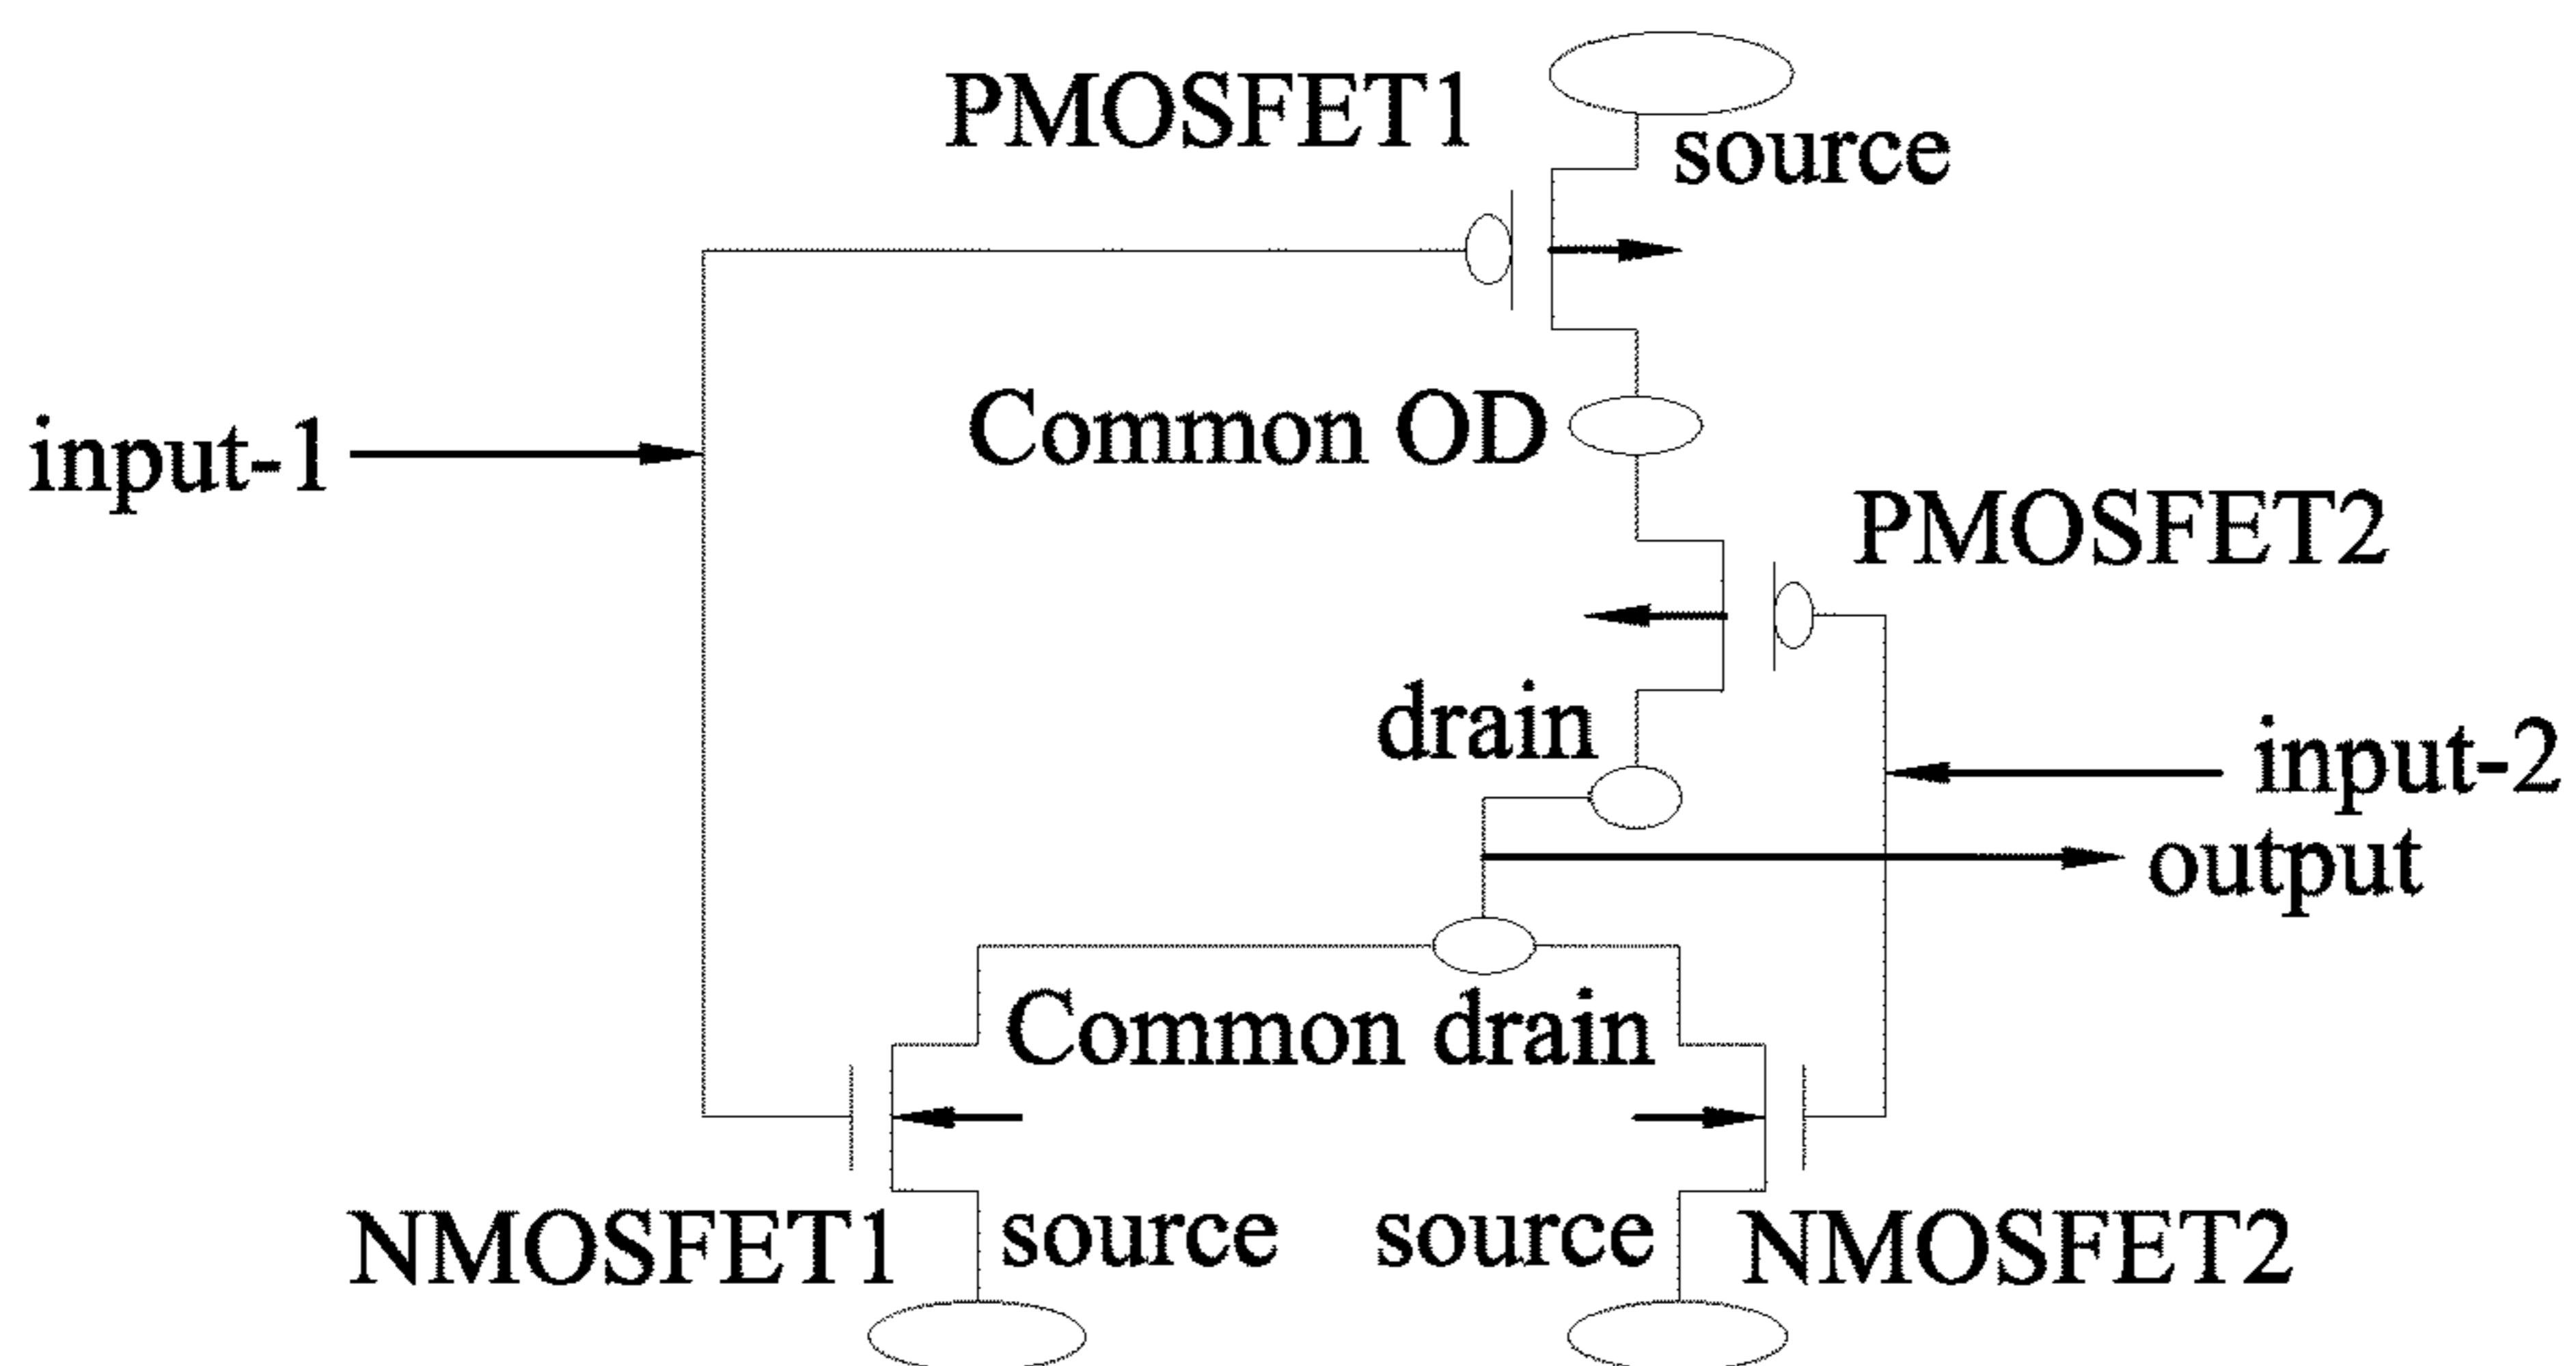 PMOSFET1
source
input-1
Common OD
PMOSFET2
drain
input-2
output
Common drain
NMOSFET1
source
source
NMOSFET2